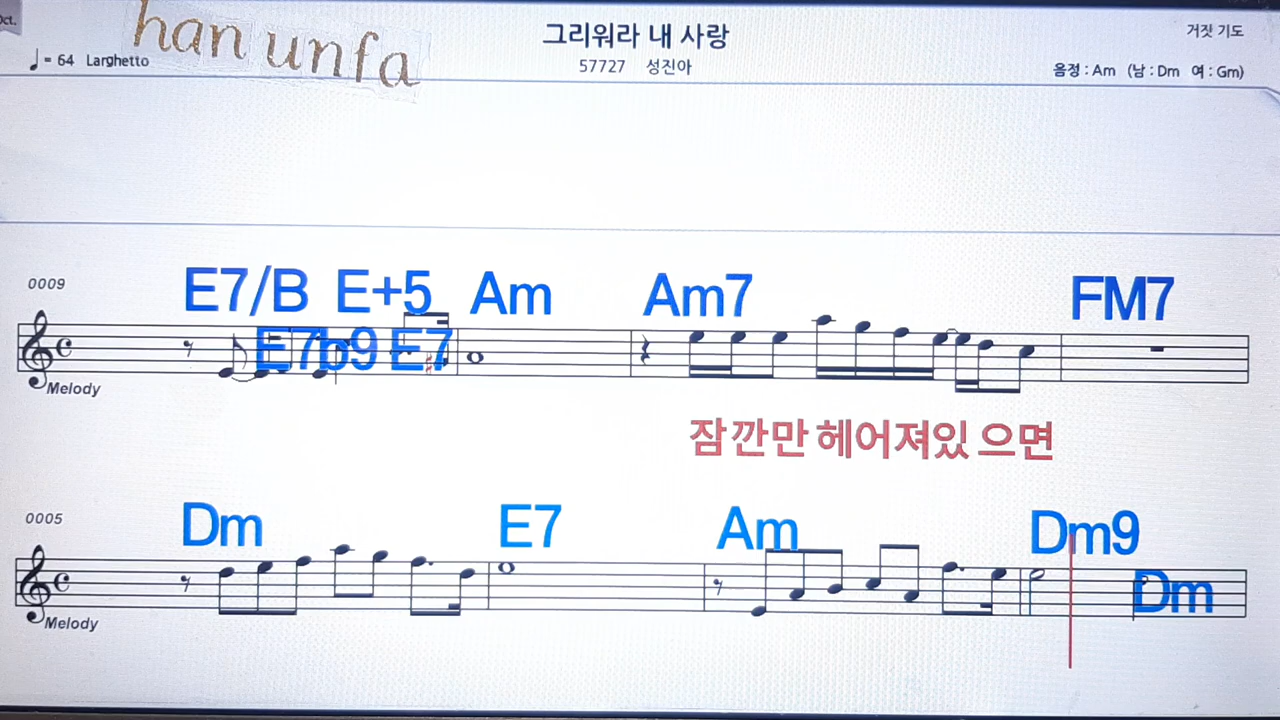 han unfa
그리워라 내 사랑
거짓 기도
♩= 64 Larghetto
57727 성진아
음정 : Am (남 : Dm 여 : Gm)
0009
E7/B E+5 Am Am7 FM7
E7b9 E7
Melody
잠깐만 헤어져있 으면
0005
Dm E7 Am Dm9
Dm
Melody